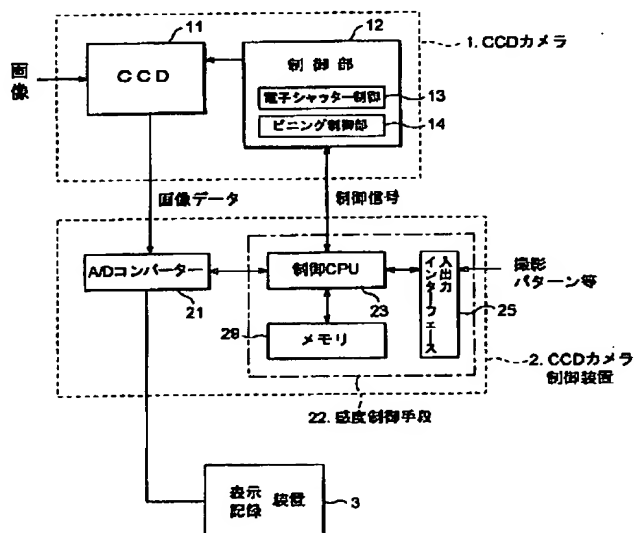 11
12
1. CCDカメラ
画像
CCD
制御部
電子シャッター制御
13
ビニング制御部
14
画像データ
制御信号
A/Dコンバーター
21
制御CPU
23
入出力
インターフェース
25
撮影
パターン等
28
メモリ
2. CCDカメラ
制御装置
22. 感度制御手段
表示
記録
装置
3